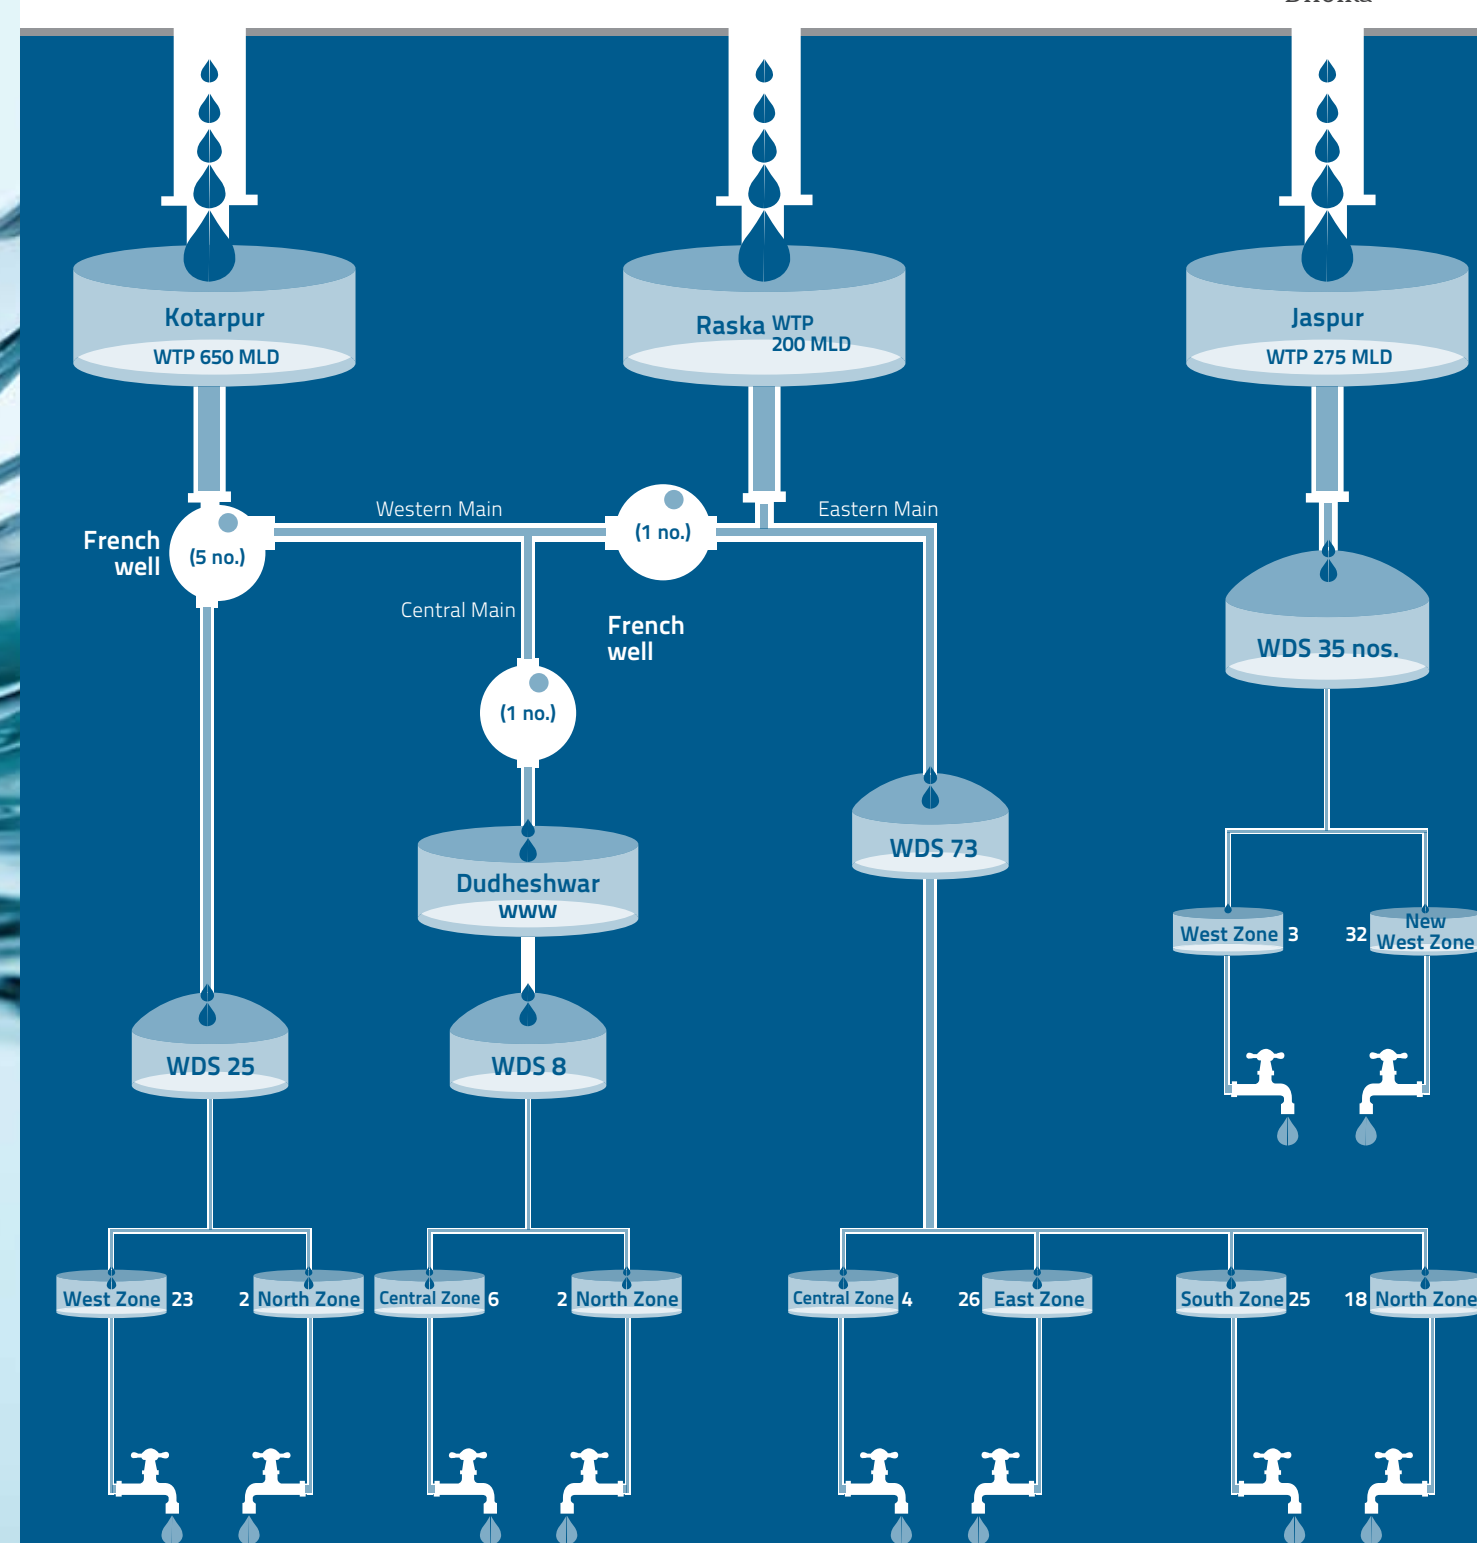 Kotarpur
WTP 650 MLD
Raska WTP
200 MLD
Jaspur
WTP 275 MLD
Western Main
Eastern Main
French
well
(5 no.)
(1 no.)
Central Main
French
well
(1 no.)
WDS 35 nos.
WDS 73
Dudheshwar
WWW
West Zone 3
32 New
West Zone
WDS 25
WDS 8
West Zone 23
2 North Zone
Central Zone 6
2 North Zone
Central Zone 4
26 East Zone
South Zone 25
18 North Zone